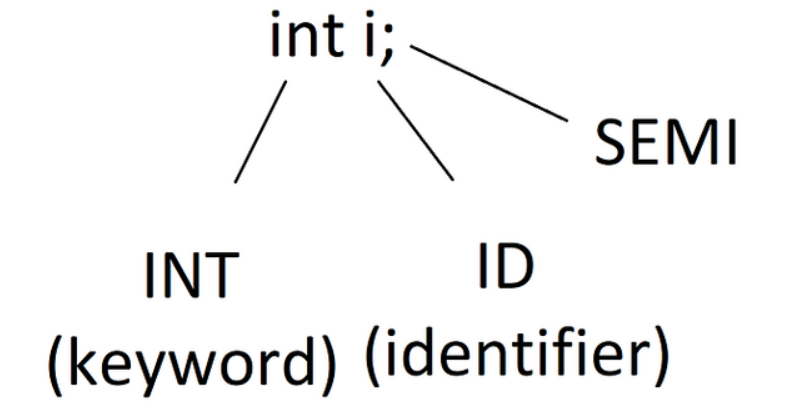 int i;
SEMI
INT
(keyword)
ID
(identifier)